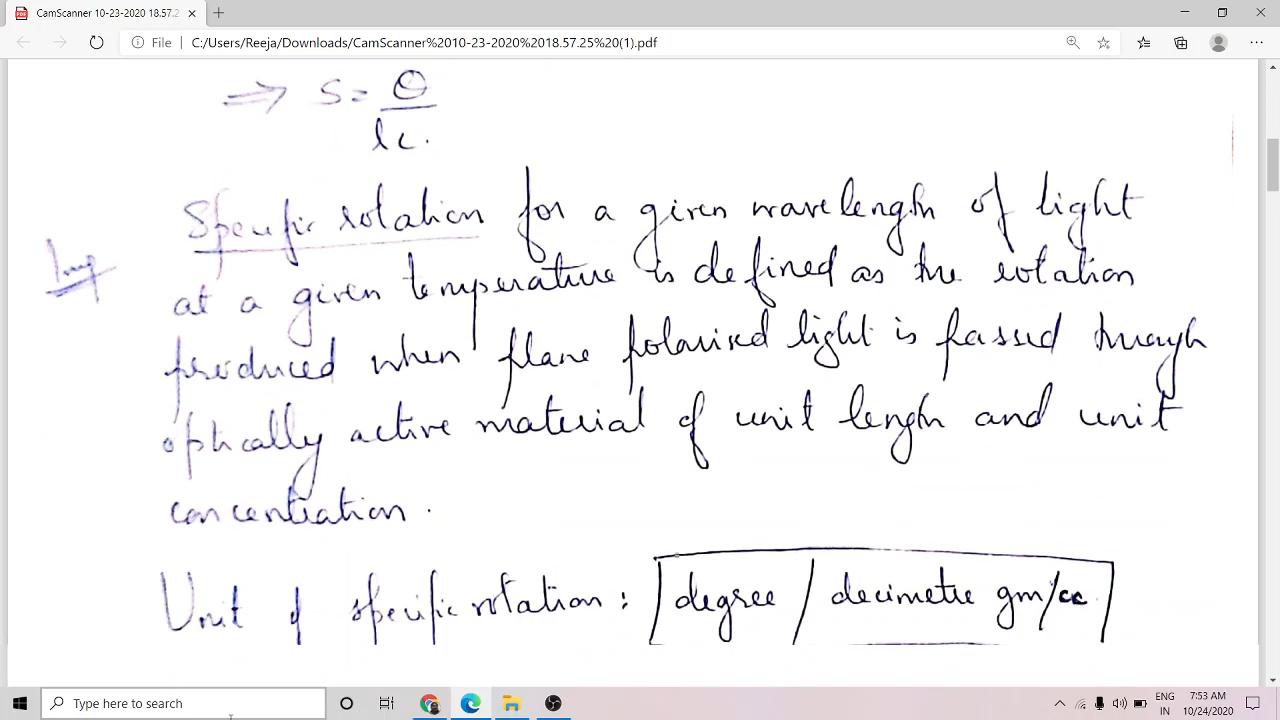 CamScanner 10-23-2020 18.57.2
File C:/Users/Reeja/Downloads/CamScanner%2010-23-2020%2018.57.25%20(1).pdf
⇒ S = θ
lc.
Specific rotation for a given wavelength of light
Imp
at a given temperature is defined as the rotation
produced when plane polarised light is passed through
optically active material of unit length and unit
concentration.
Unit of specific rotation : degree / decimetre gm/cc
Type here to search
ENG
7:53 AM
IN
10/24/2020